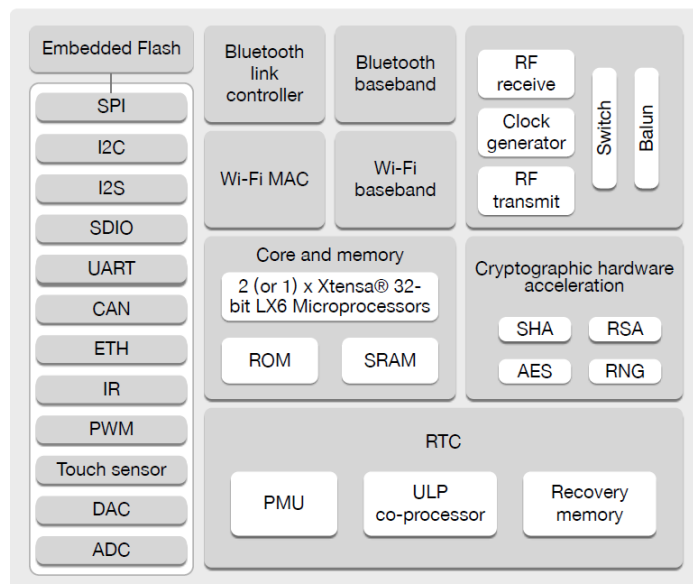 Embedded Flash
SPI
I2C
I2S
SDIO
UART
CAN
ETH
IR
PWM
Touch sensor
DAC
ADC
Bluetooth
link
controller
Bluetooth
baseband
Wi-Fi MAC
Wi-Fi
baseband
RF
receive
Clock
generator
RF
transmit
Switch
Balun
Core and memory
2 (or 1) x Xtensa® 32-
bit LX6 Microprocessors
ROM
SRAM
Cryptographic hardware
acceleration
SHA
RSA
AES
RNG
RTC
PMU
ULP
co-processor
Recovery
memory